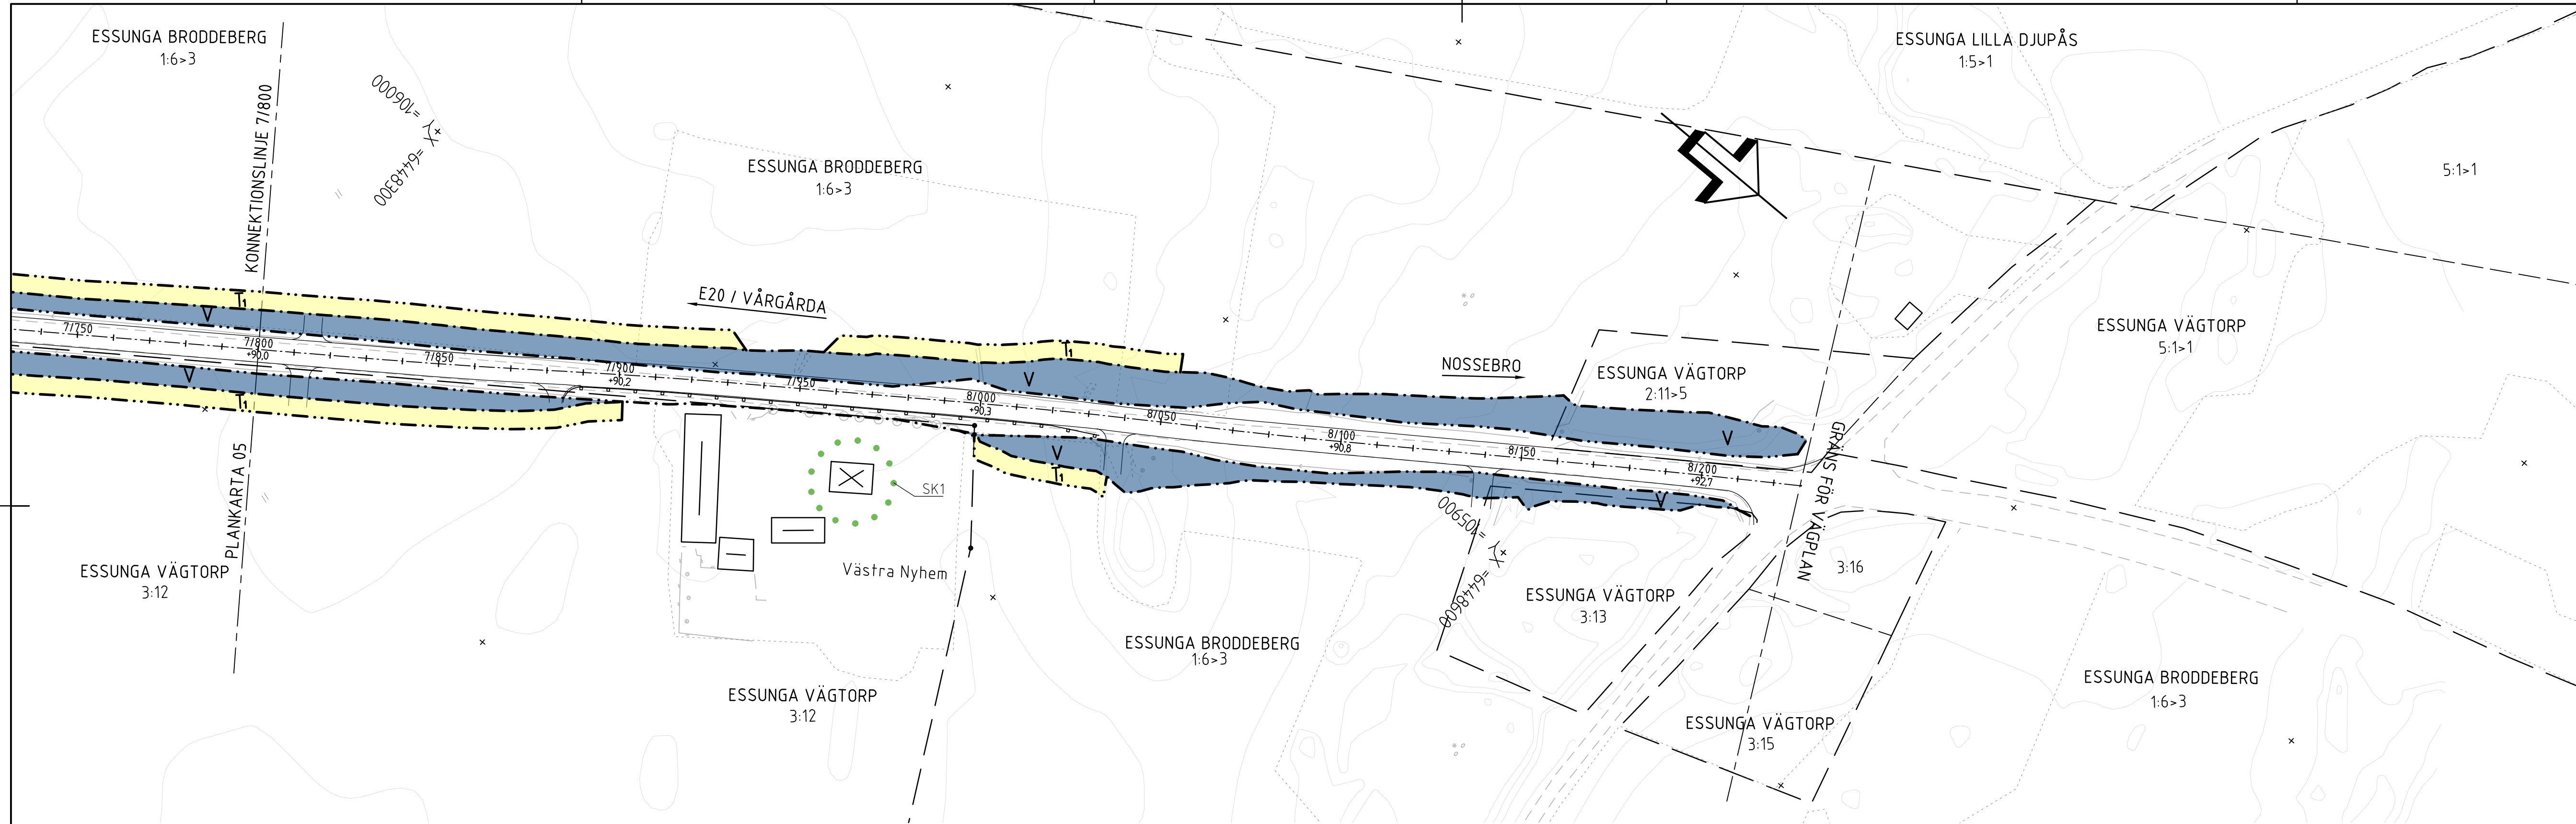 ESSUNGA BRODDEBERG
1:6>3
KONNEKTIONSLINJE 7/800
Y =106000
X =6448300
ESSUNGA BRODDEBERG
1:6>3
ESSUNGA LILLA DJUPÅS
1:5>1
5:1>1
E20 / VÅRGÅRDA
NOSSEBRO
ESSUNGA VÄGTORP
2:11>5
ESSUNGA VÄGTORP
5:1>1
T1
V
7/750
7/800
+90,0
7/850
7/900
+90,2
7/950
8/000
+90,3
8/050
8/100
+90,8
8/150
8/200
+92,7
T1
V
V
V
T1
V
T1
V
SK1
PLANKARTA 05
GRÄNS FÖR VÄGPLAN
Y =105900
X =6448600
Västra Nyhem
ESSUNGA VÄGTORP
3:12
ESSUNGA VÄGTORP
3:13
3:16
ESSUNGA BRODDEBERG
1:6>3
ESSUNGA VÄGTORP
3:12
ESSUNGA VÄGTORP
3:15
ESSUNGA BRODDEBERG
1:6>3